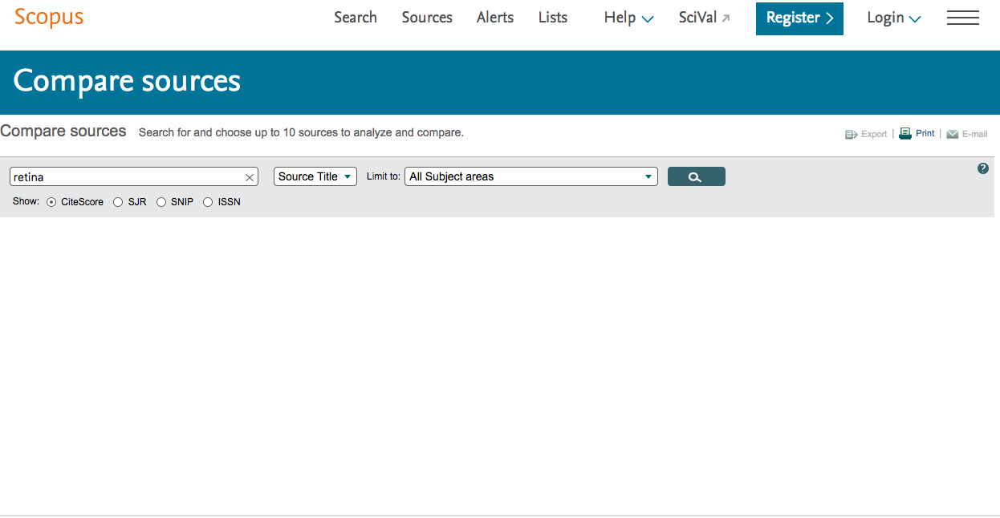 Scopus Search Sources Alerts Lists Help SciVal Register Login
Compare sources
Compare sources Search for and choose up to 10 sources to analyze and compare. Export | Print | E-mail
retina Source Title Limit to: All Subject areas ?
Show: CiteScore SJR SNIP ISSN